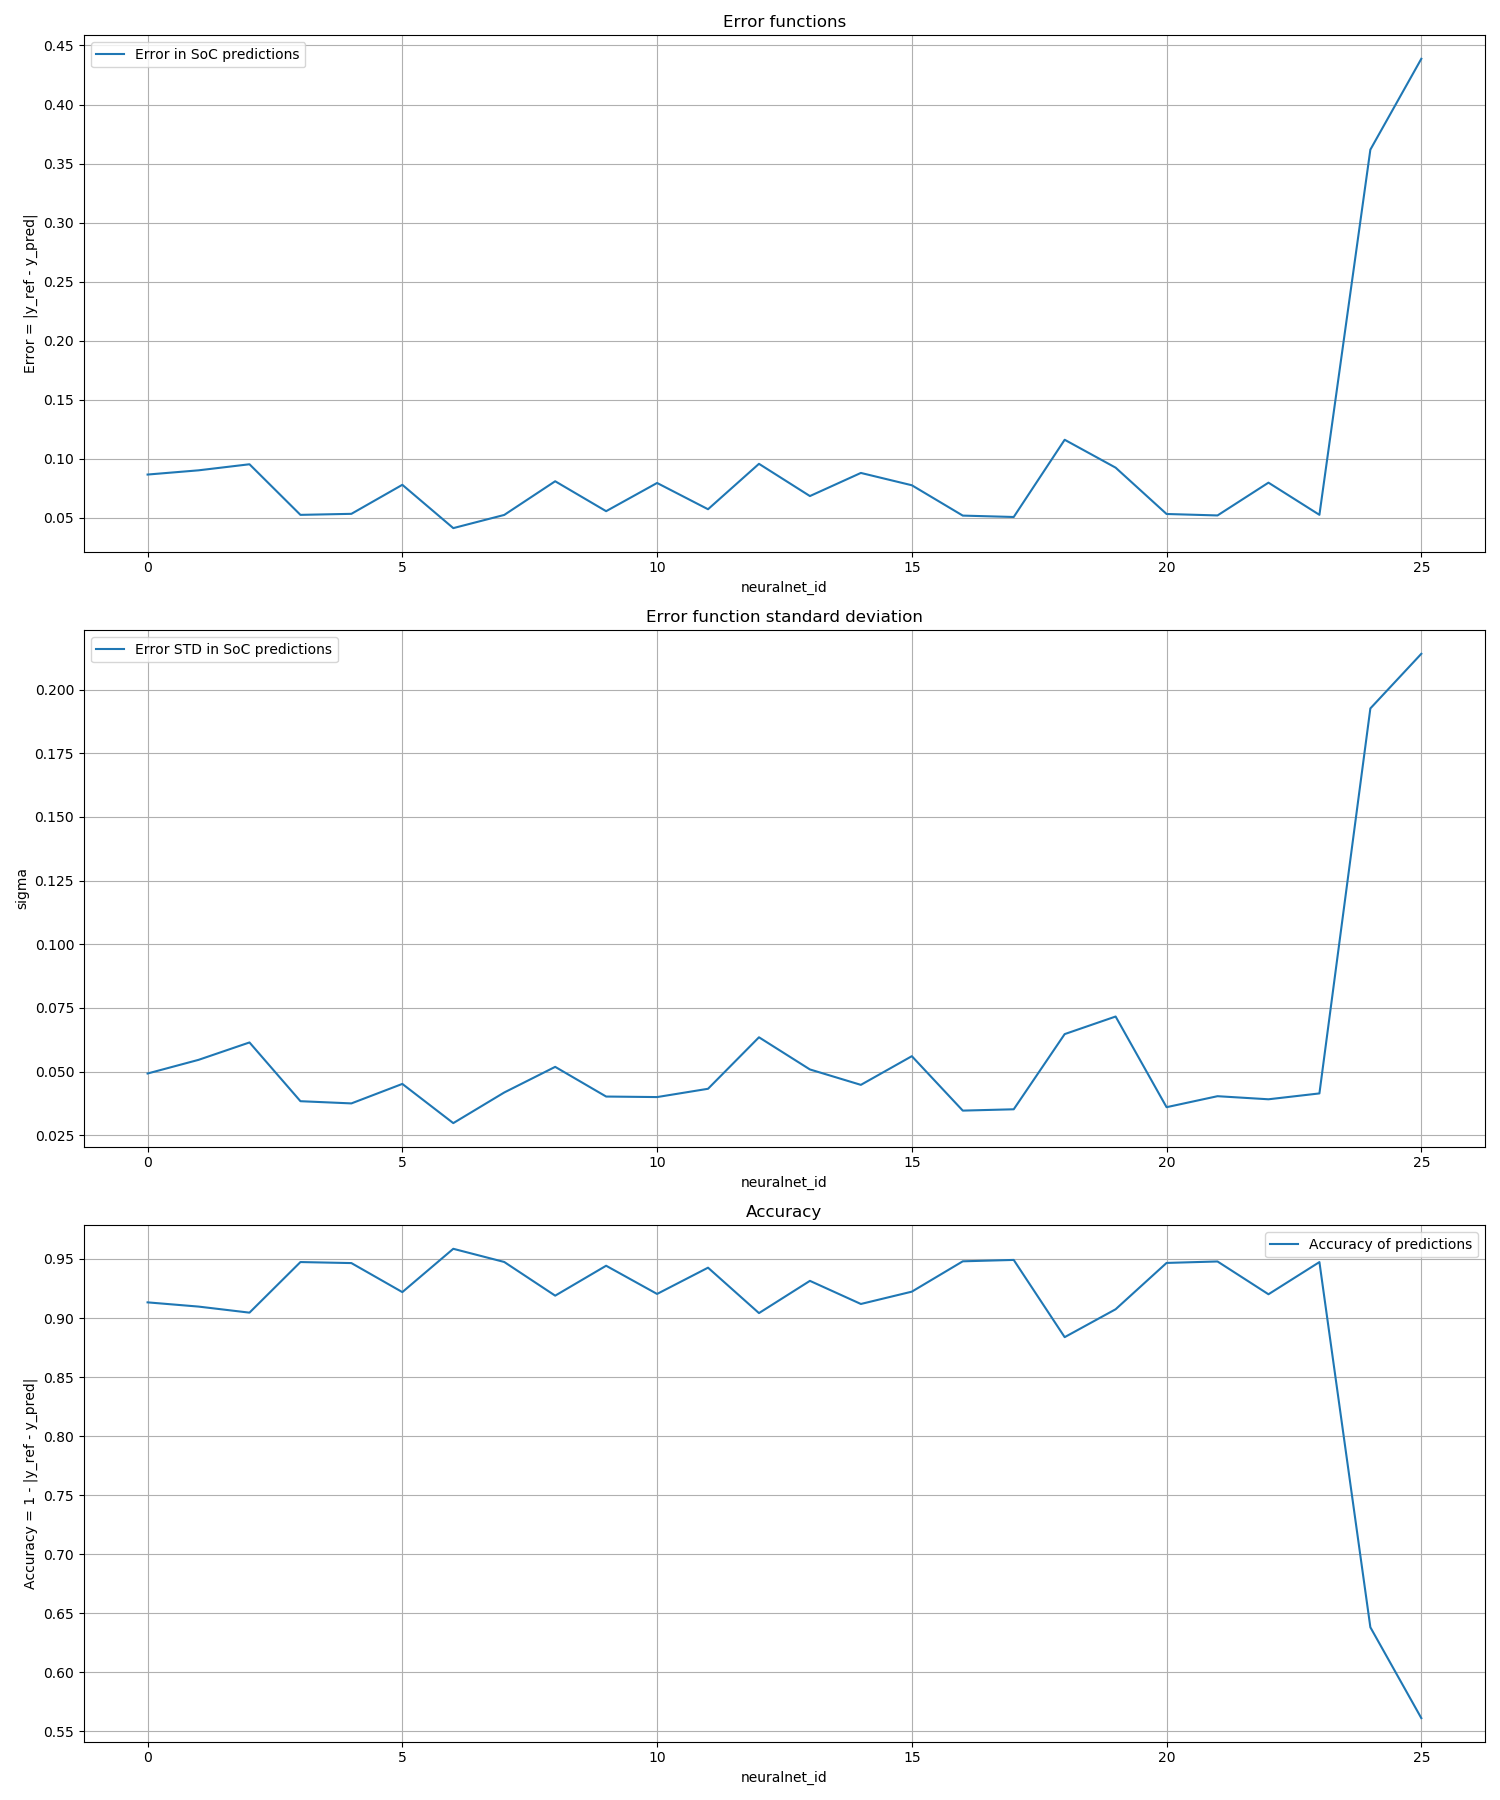 Error functions
Error in SoC predictions
Error = |y_ref - y_pred|
0.45
0.40
0.35
0.30
0.25
0.20
0.15
0.10
0.05
0 5 10 15 20 25
neuralnet_id
Error function standard deviation
Error STD in SoC predictions
sigma
0.200
0.175
0.150
0.125
0.100
0.075
0.050
0.025
0 5 10 15 20 25
neuralnet_id
Accuracy
Accuracy of predictions
Accuracy = 1 - |y_ref - y_pred|
0.95
0.90
0.85
0.80
0.75
0.70
0.65
0.60
0.55
0 5 10 15 20 25
neuralnet_id